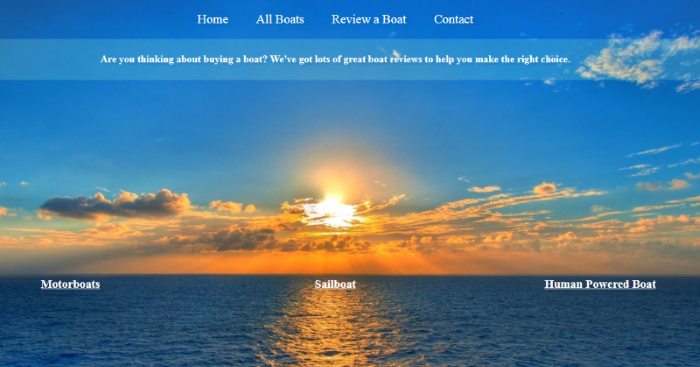 Home All Boats Review a Boat Contact
Are you thinking about buying a boat? We've got lots of great boat reviews to help you make the right choice.
Motorboats Sailboat Human Powered Boat